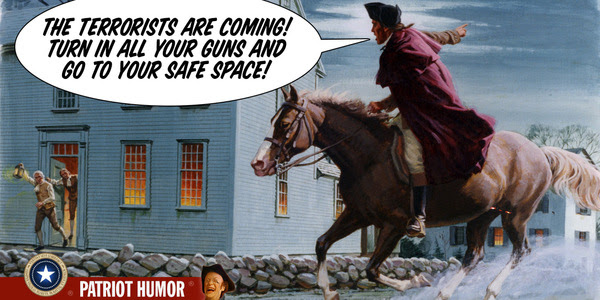 THE TERRORISTS ARE COMING!
TURN IN ALL YOUR GUNS AND
GO TO YOUR SAFE SPACE!
PATRIOT HUMOR